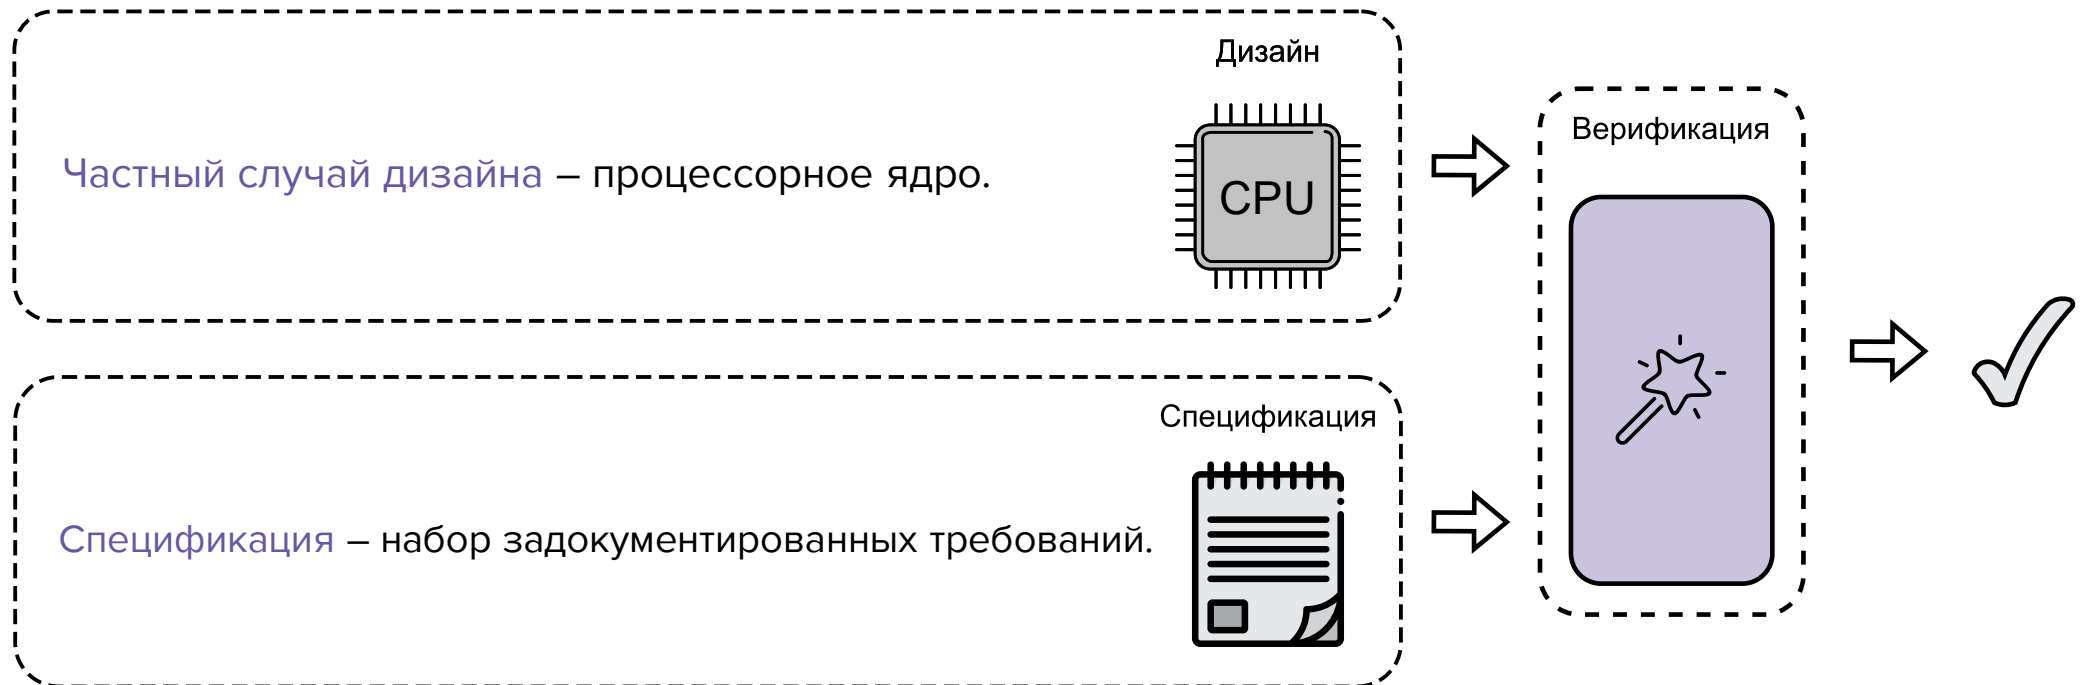 Дизайн
Частный случай дизайна – процессорное ядро.
CPU
Верификация
Спецификация
Спецификация – набор задокументированных требований.